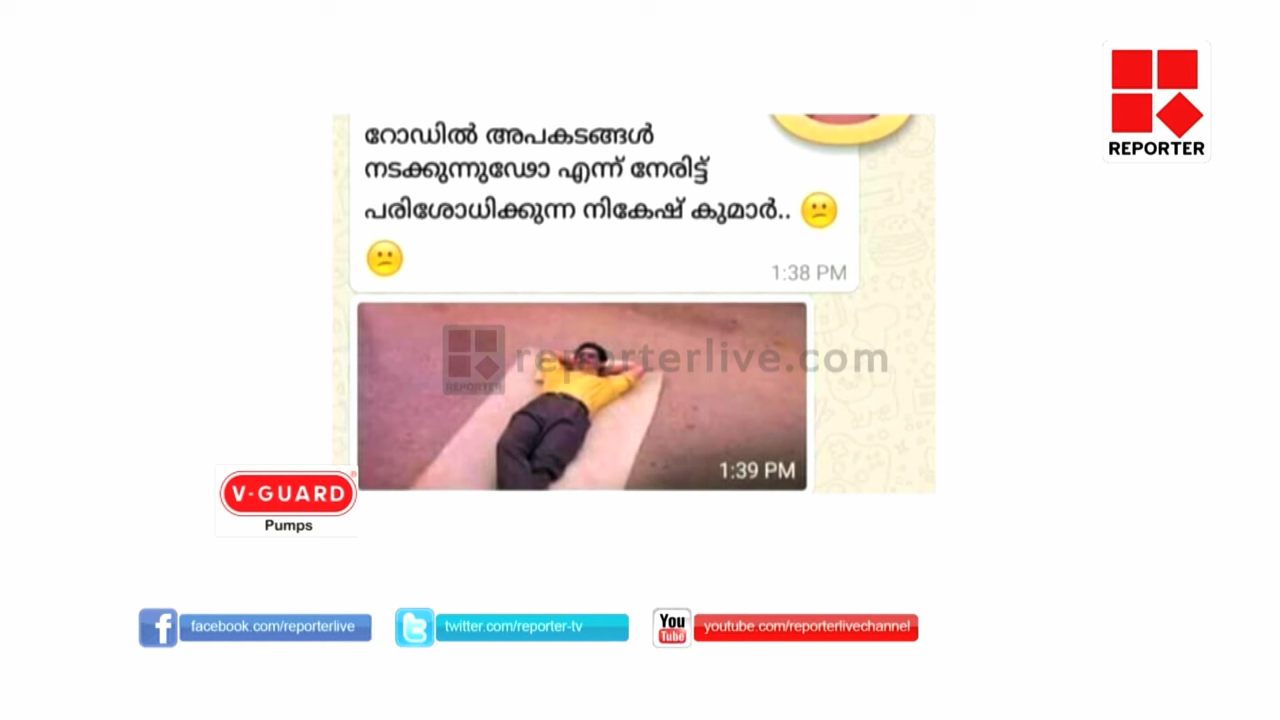 REPORTER
റോഡിൽ അപകടങ്ങൾ
നടക്കുന്നുഢോ എന്ന് നേരിട്ട്
പരിശോധിക്കുന്ന നികേഷ് കുമാർ..
1:38 PM
REPORTER
reporterlive.com
1:39 PM
V-GUARD
Pumps
facebook.com/reporterlive
twitter.com/reporter-tv
You Tube
youtube.com/reporterlivechannel